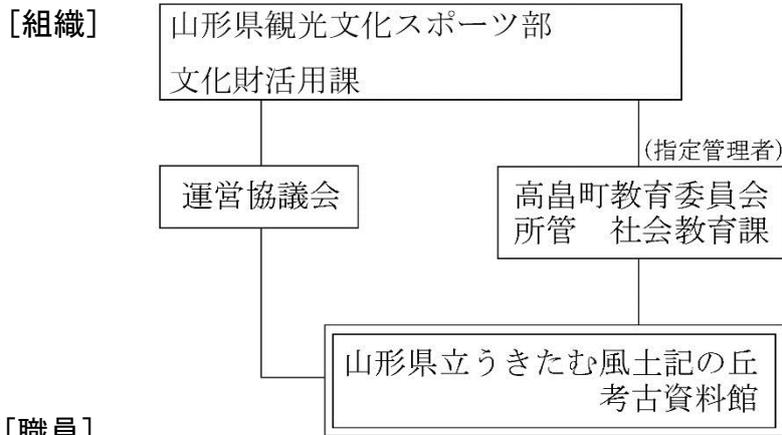 [組織]
山形県観光文化スポーツ部
文化財活用課
(指定管理者)
運営協議会
高畠町教育委員会
所管　社会教育課
山形県立うきたむ風土記の丘
考古資料館
[職員]